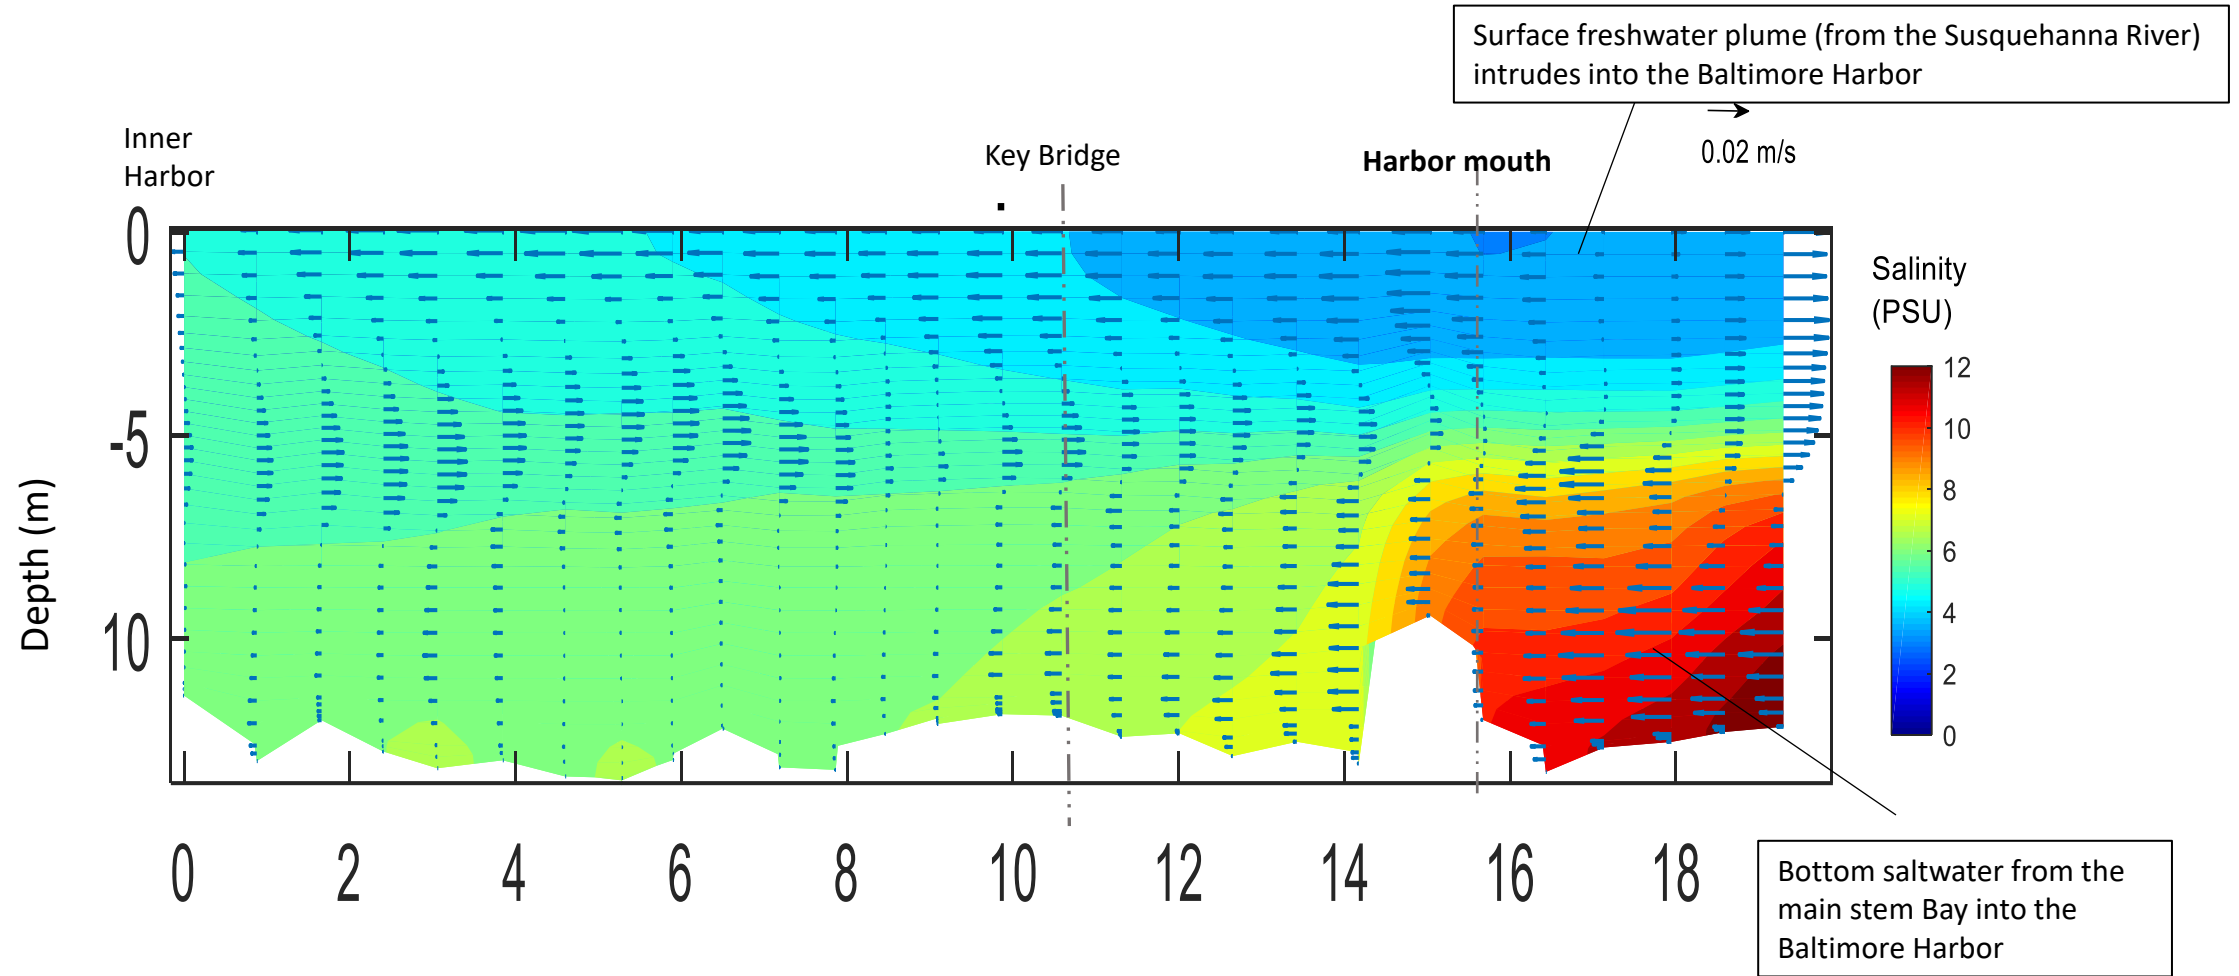 Surface freshwater plume (from the Susquehanna River)
intrudes into the Baltimore Harbor
0.02 m/s
Inner
Harbor
Key Bridge
Harbor mouth
0
-5
10
Depth (m)
0 2 4 6 8 10 12 14 16 18
Salinity
(PSU)
12
10
8
6
4
2
0
Bottom saltwater from the
main stem Bay into the
Baltimore Harbor